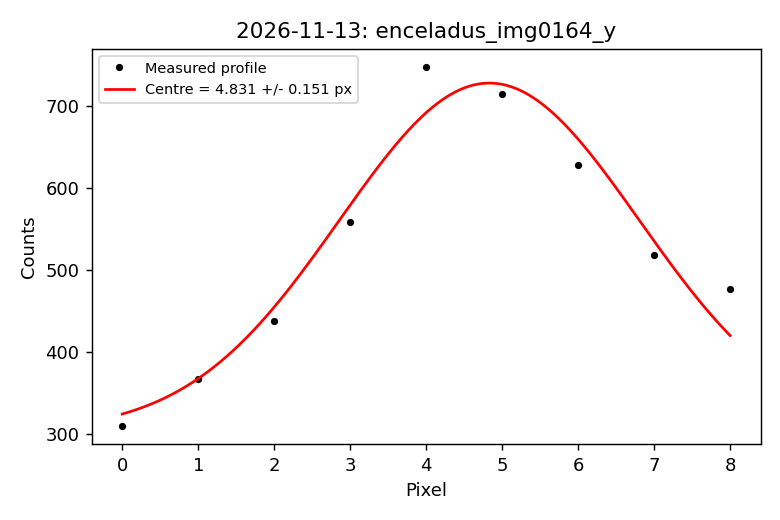 2026-11-13: enceladus_img0164_y
Measured profile
Centre = 4.831 +/- 0.151 px
700
600
500
400
300
Counts
0 1 2 3 4 5 6 7 8
Pixel